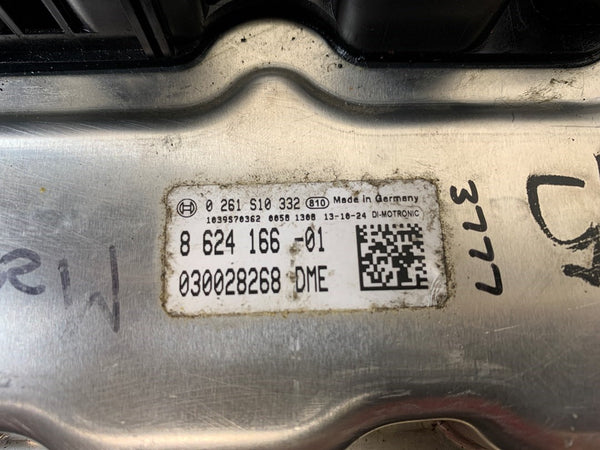 0 261 S10 332 810 Made in Germany
1039S70362 0050 1308 13-10-24 DI-MOTRONIC
8 624 166 -01
030028268 DME
3777